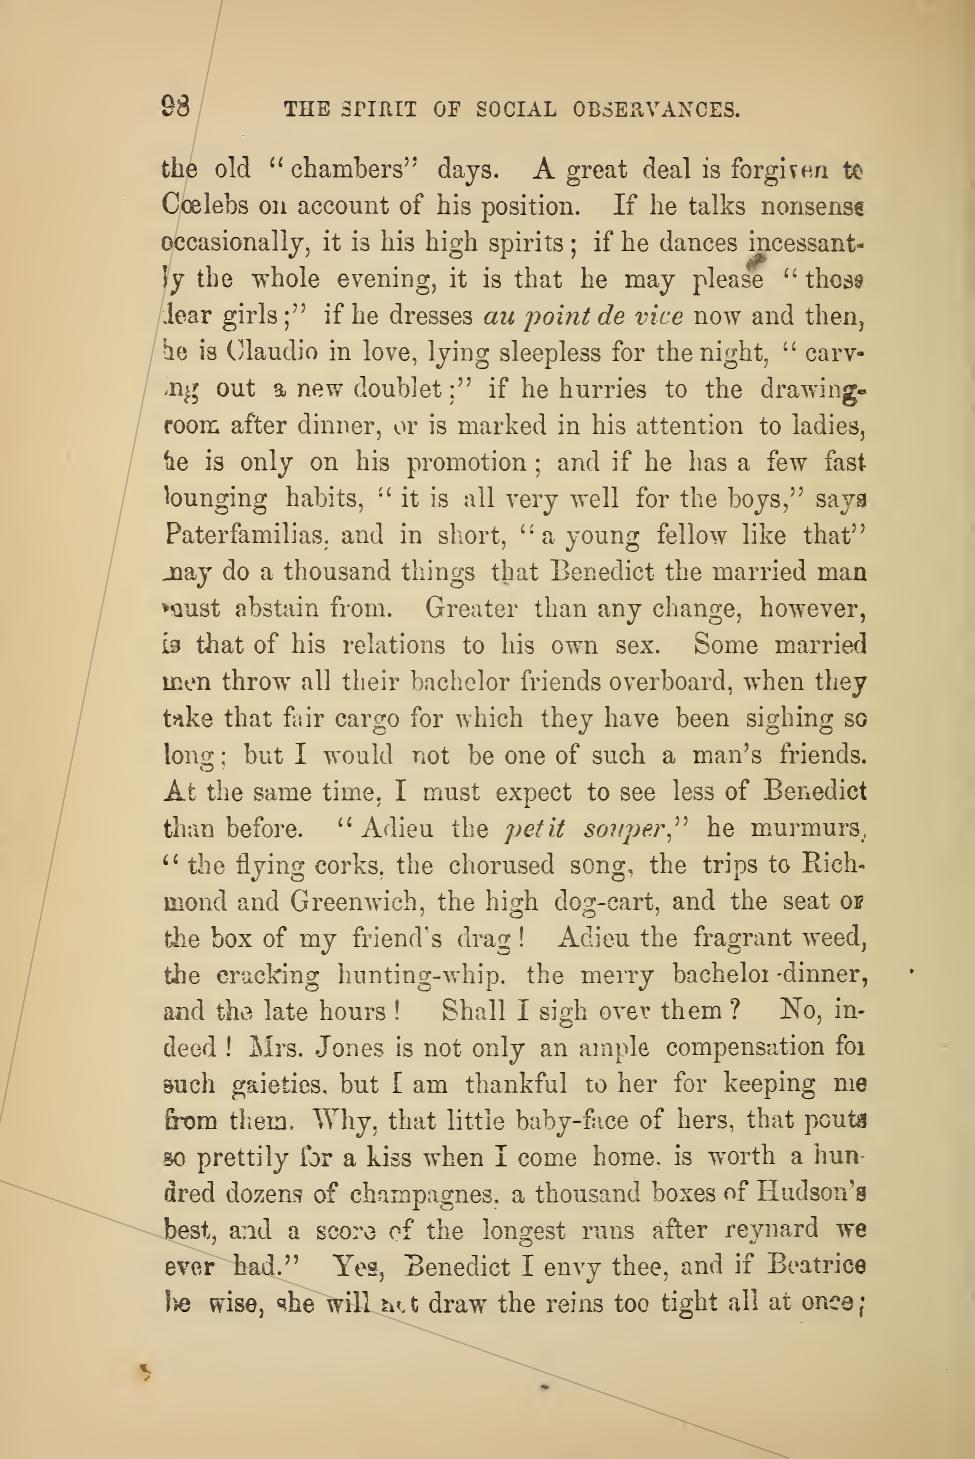 98 THE SPIRIT OF SOCIAL OBSERVANCES.
the old “chambers” days. A great deal is forgiven to
Cœlebs on account of his position. If he talks nonsense
occasionally, it is his high spirits; if he dances incessant-
ly the whole evening, it is that he may please “those
dear girls;” if he dresses au point de vice now and then,
he is Claudio in love, lying sleepless for the night, “carv-
ing out a new doublet;” if he hurries to the drawing-
room after dinner, or is marked in his attention to ladies,
he is only on his promotion; and if he has a few fast
lounging habits, “it is all very well for the boys,” says
Paterfamilias, and in short, “a young fellow like that”
may do a thousand things that Benedict the married man
must abstain from. Greater than any change, however,
is that of his relations to his own sex. Some married
men throw all their bachelor friends overboard, when they
take that fair cargo for which they have been sighing so
long; but I would not be one of such a man's friends.
At the same time, I must expect to see less of Benedict
than before. “Adieu the petit souper,” he murmurs,
“the flying corks, the chorused song, the trips to Rich-
mond and Greenwich, the high dog-cart, and the seat or
the box of my friend's drag! Adieu the fragrant weed,
the cracking hunting-whip, the merry bachelor-dinner,
and the late hours! Shall I sigh over them? No, in-
deed! Mrs. Jones is not only an ample compensation for
such gaieties, but I am thankful to her for keeping me
from them. Why, that little baby-face of hers, that pouts
so prettily for a kiss when I come home, is worth a hun-
dred dozens of champagnes, a thousand boxes of Hudson's
best, and a score of the longest runs after reynard we
ever had.” Yes, Benedict I envy thee, and if Beatrice
be wise, she will not draw the reins too tight all at once;